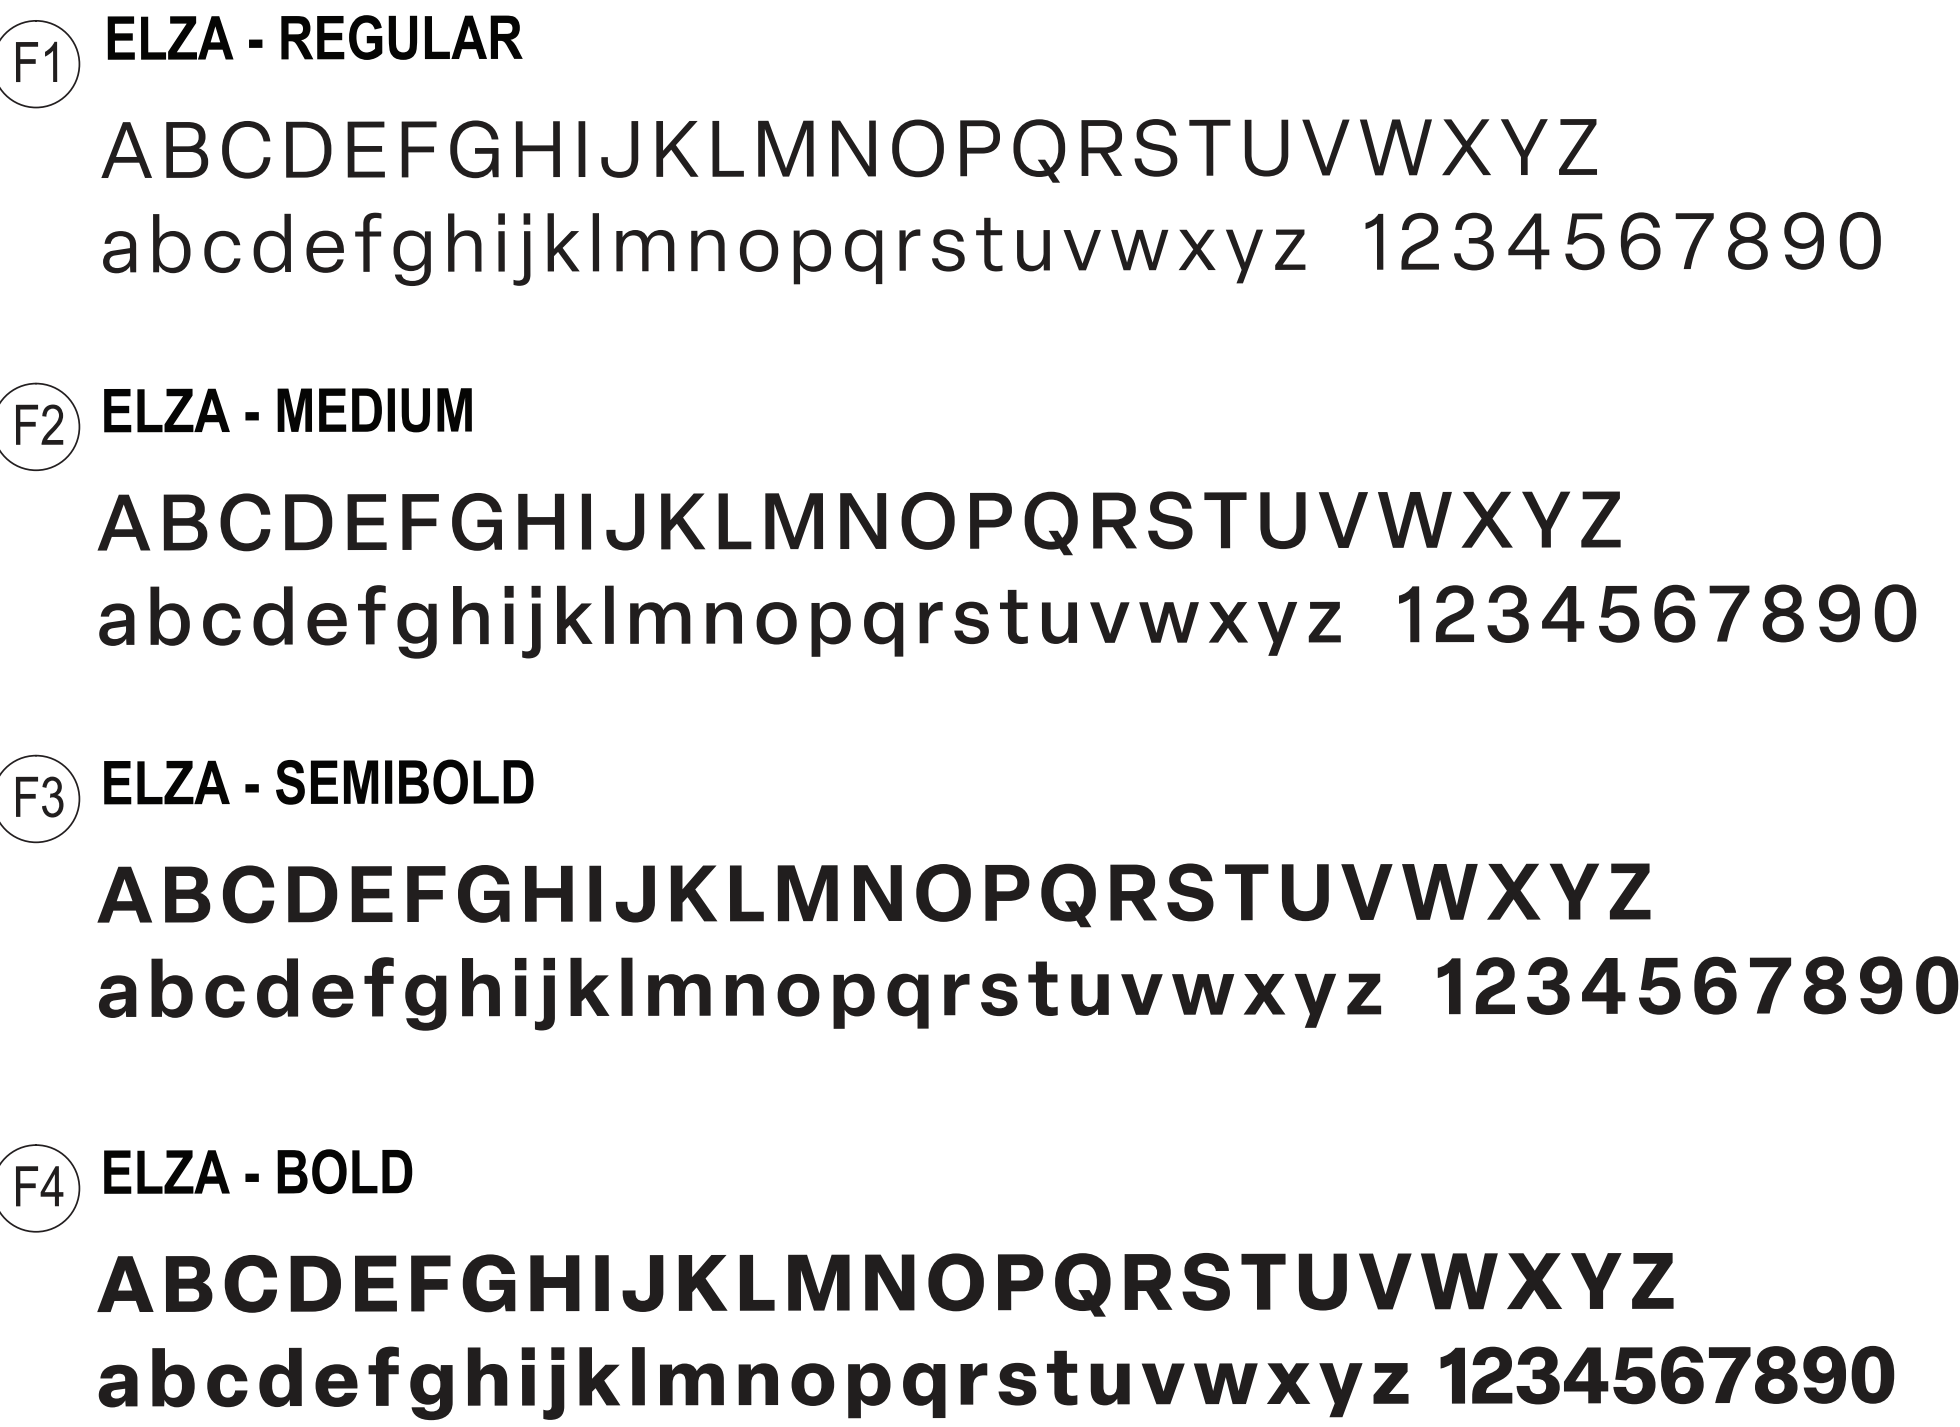 F1 ELZA - REGULAR
ABCDEFGHIJKLMNOPQRSTUVWXYZ
abcdefghijklmnopqrstuvwxyz 1234567890
F2 ELZA - MEDIUM
ABCDEFGHIJKLMNOPQRSTUVWXYZ
abcdefghijklmnopqrstuvwxyz 1234567890
F3 ELZA - SEMIBOLD
ABCDEFGHIJKLMNOPQRSTUVWXYZ
abcdefghijklmnopqrstuvwxyz 1234567890
F4 ELZA - BOLD
ABCDEFGHIJKLMNOPQRSTUVWXYZ
abcdefghijklmnopqrstuvwxyz 1234567890